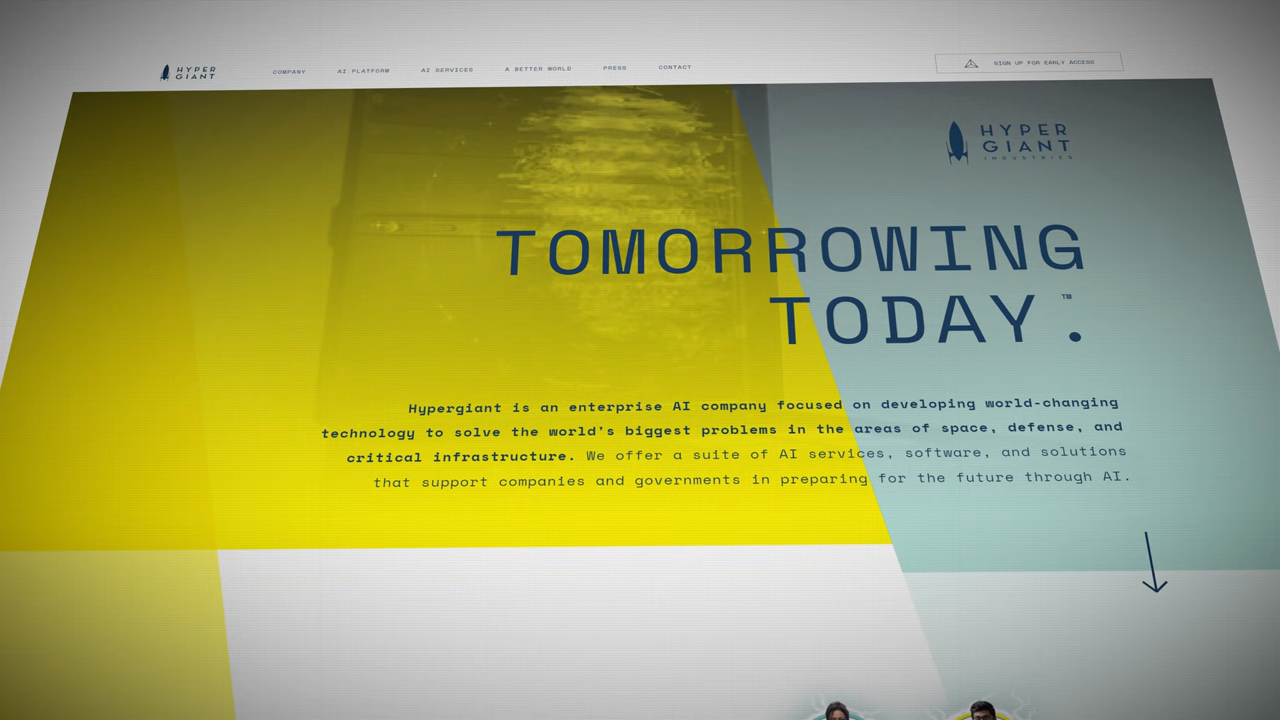 HYPER
GIANT
COMPANY
AI PLATFORM
AI SERVICES
A BETTER WORLD
PRESS
CONTACT
SIGN UP FOR EARLY ACCESS
HYPER
GIANT
INDUSTRIES
TOMORROWING
TODAY™.
Hypergiant is an enterprise AI company focused on developing world-changing
technology to solve the world's biggest problems in the areas of space, defense, and
critical infrastructure. We offer a suite of AI services, software, and solutions
that support companies and governments in preparing for the future through AI.